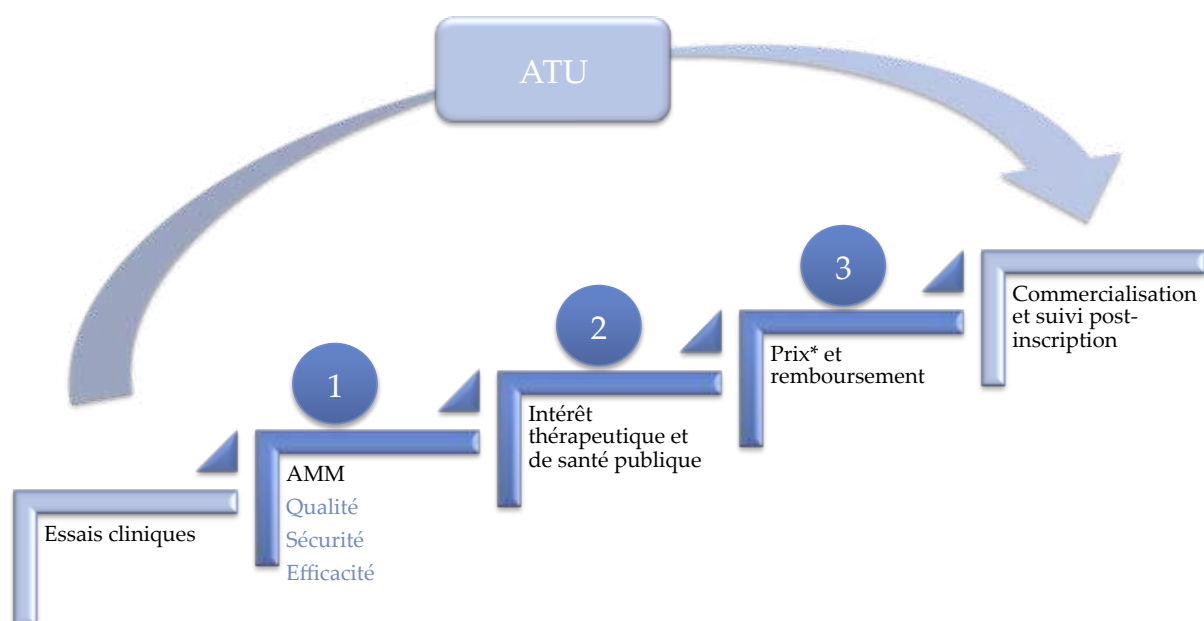 ATU
Essais cliniques
1
AMM
Qualité
Sécurité
Efficacité
2
Intérêt
thérapeutique et
de santé publique
3
Prix* et
remboursement
Commercialisation
et suivi post-
inscription